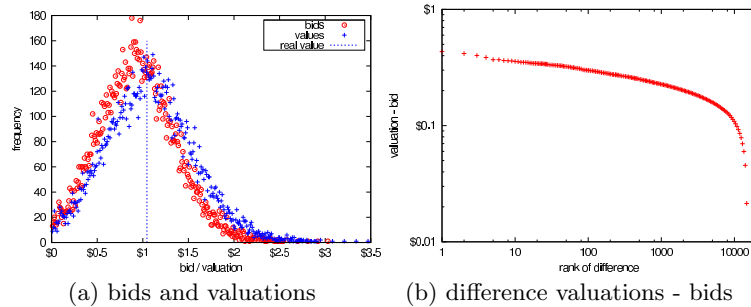 bids
values
real value
frequency
180
160
140
120
100
80
60
40
20
0
$0 $0.5 $1 $1.5 $2 $2.5 $3 $3.5
bid / valuation
(a) bids and valuations
valuation - bid
$1
$0.1
$0.01
1 10 100 1000 10000
rank of difference
(b) difference valuations - bids